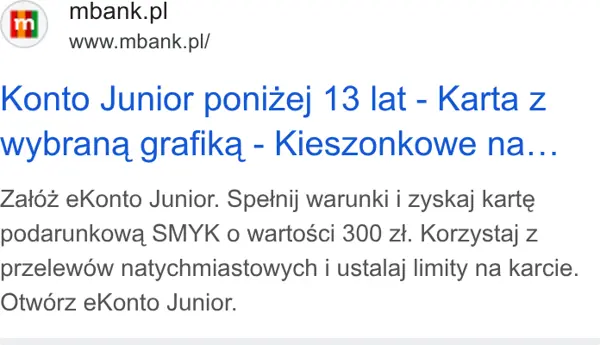 mbank.pl
www.mbank.pl/
Konto Junior poniżej 13 lat - Karta z
wybraną grafiką - Kieszonkowe na…
Załóż eKonto Junior. Spełnij warunki i zyskaj kartę
podarunkową SMYK o wartości 300 zł. Korzystaj z
przelewów natychmiastowych i ustalaj limity na karcie.
Otwórz eKonto Junior.